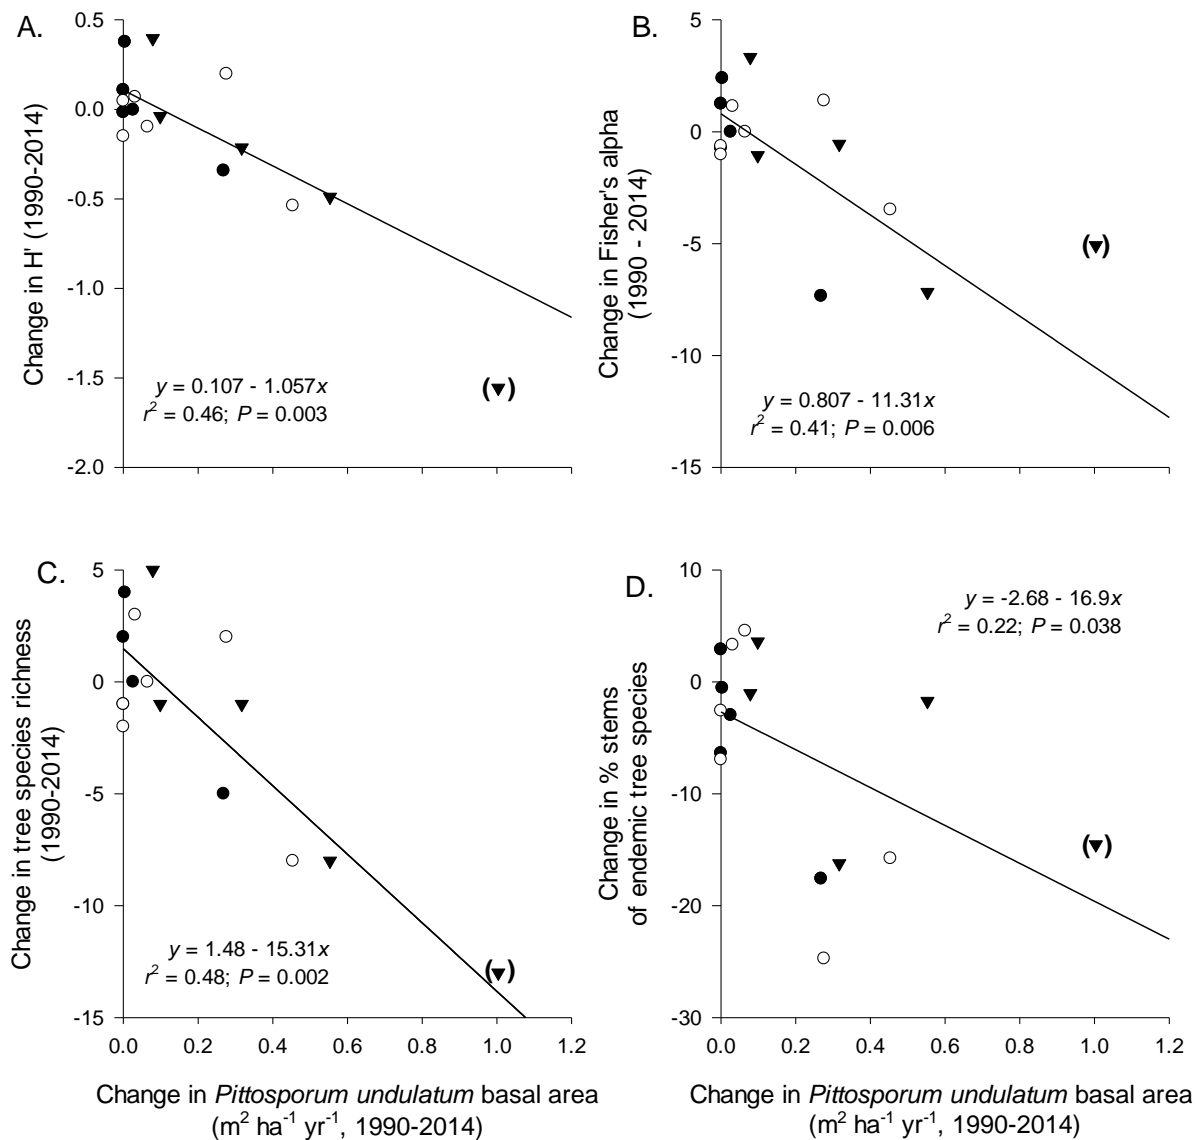 A.
Change in H' (1990-2014)
0.5
0.0
-0.5
-1.0
-1.5
-2.0
y = 0.107 - 1.057x
r² = 0.46; P = 0.003
( )
B.
Change in Fisher's alpha
(1990 - 2014)
5
0
-5
-10
-15
y = 0.807 - 11.31x
r² = 0.41; P = 0.006
( )
C.
Change in tree species richness
(1990-2014)
5
0
-5
-10
-15
y = 1.48 - 15.31x
r² = 0.48; P = 0.002
( )
0.0 0.2 0.4 0.6 0.8 1.0 1.2
Change in Pittosporum undulatum basal area
(m² ha⁻¹ yr⁻¹, 1990-2014)
D.
Change in % stems
of endemic tree species
10
0
-10
-20
-30
y = -2.68 - 16.9x
r² = 0.22; P = 0.038
( )
0.0 0.2 0.4 0.6 0.8 1.0 1.2
Change in Pittosporum undulatum basal area
(m² ha⁻¹ yr⁻¹, 1990-2014)